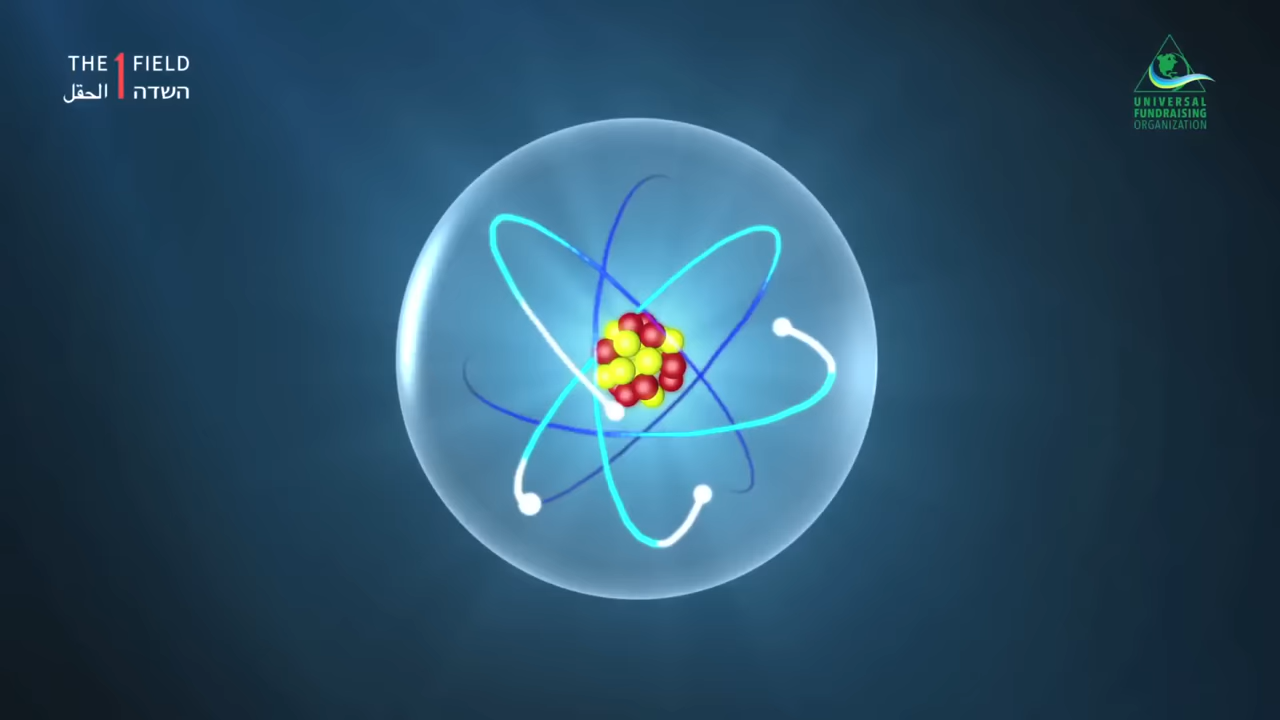 THE 1 FIELD
الحقل השדה
UNIVERSAL
FUNDRAISING
ORGANIZATION